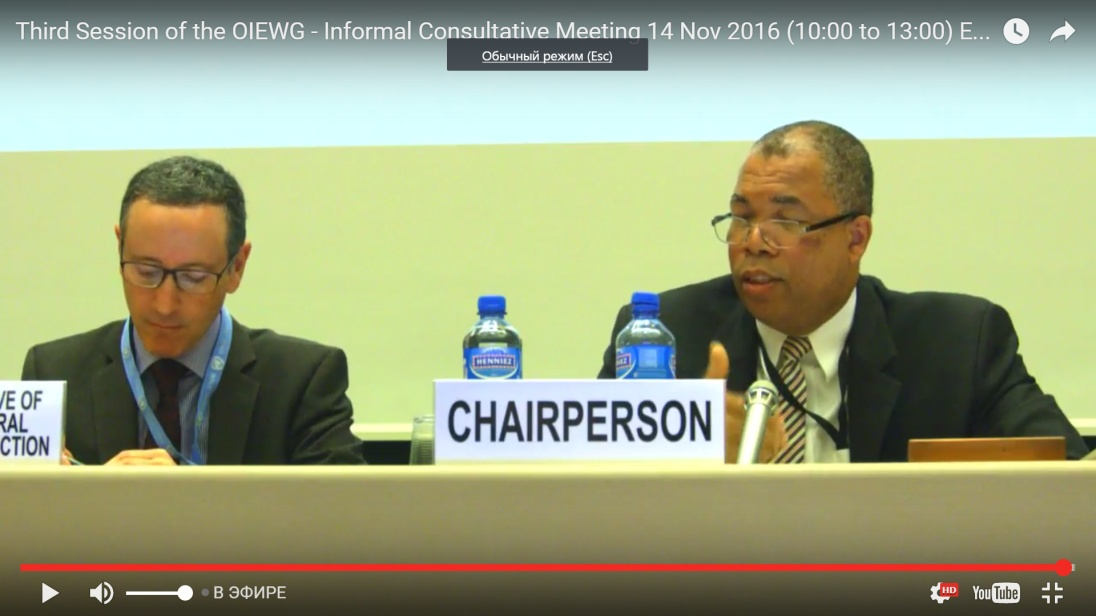 Third Session of the OIEWG - Informal Consultative Meeting 14 Nov 2016 (10:00 to 13:00) E...
Обычный режим (Esc)
HENNIEZ
HENNIEZ
VE OF
RAL
CTION
CHAIRPERSON
В ЭФИРЕ
HD
YouTube